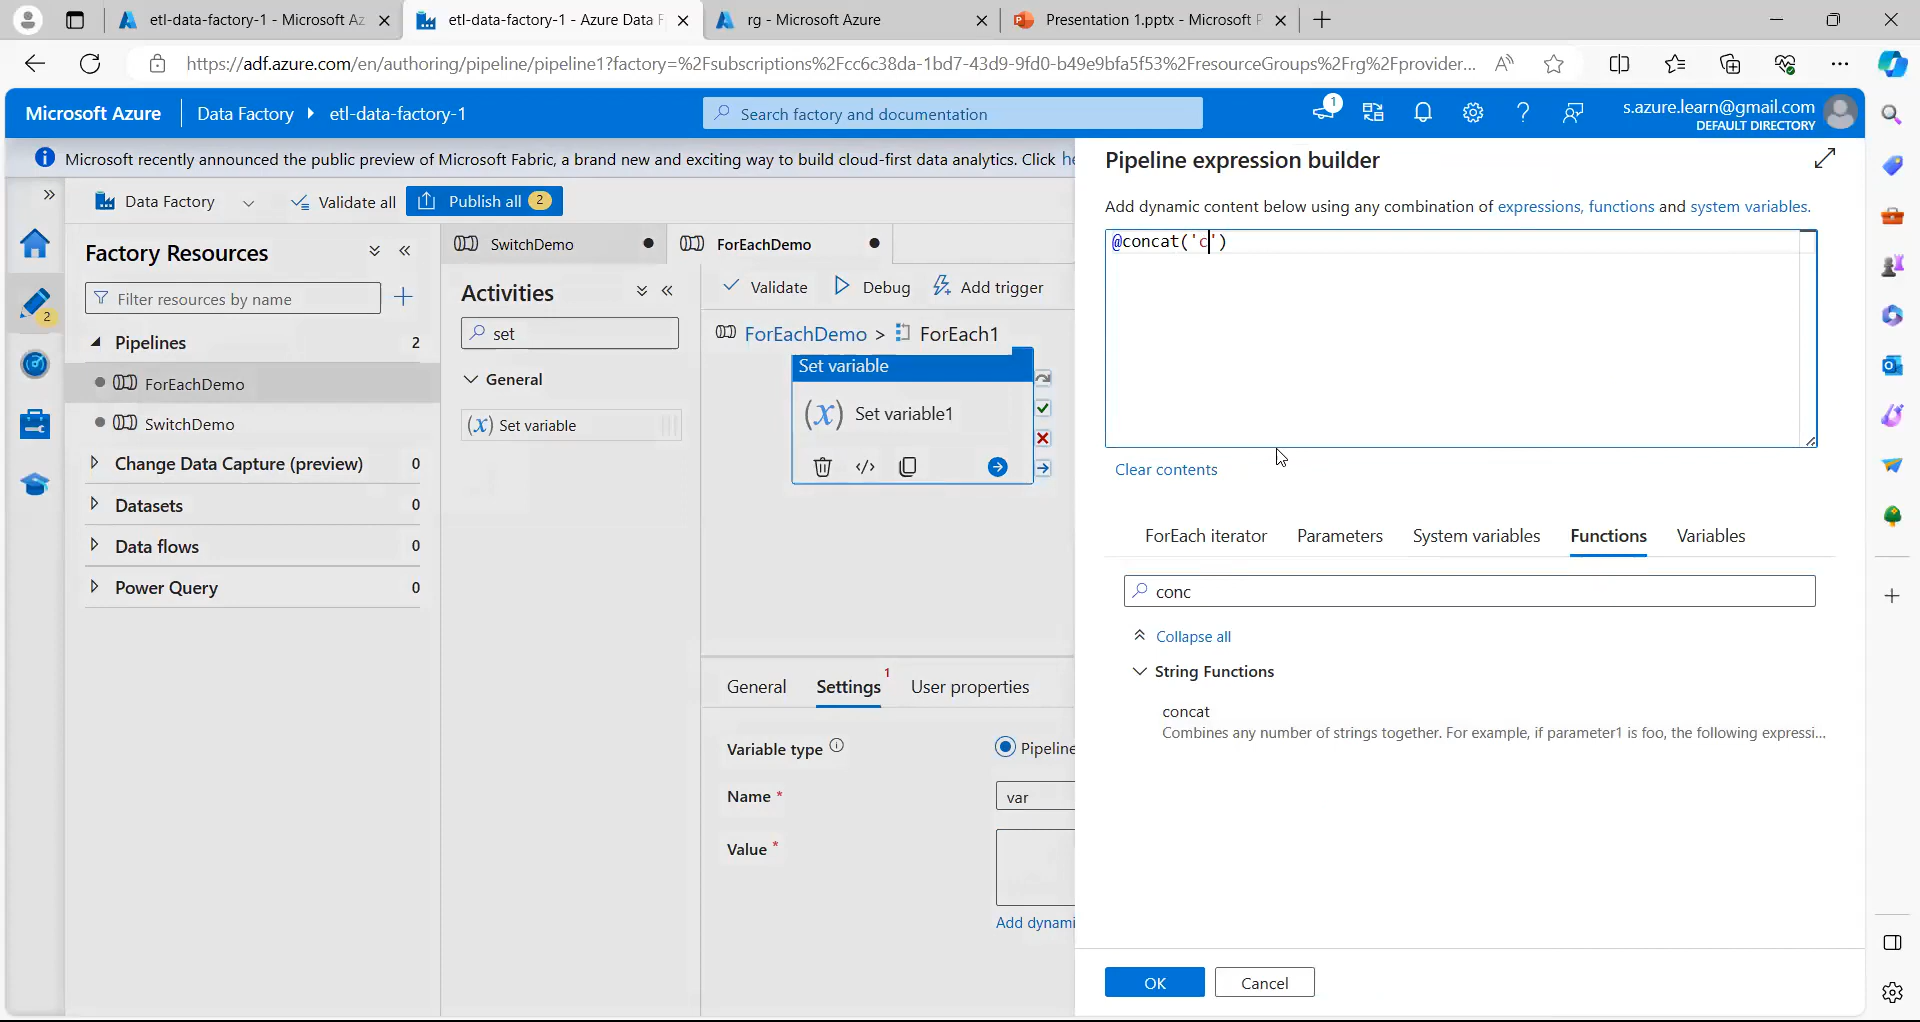 etl-data-factory-1 - Microsoft Az
etl-data-factory-1 - Azure Data F
rg - Microsoft Azure
Presentation 1.pptx - Microsoft P
https://adf.azure.com/en/authoring/pipeline/pipeline1?factory=%2Fsubscriptions%2Fcc6c38da-1bd7-43d9-9fd0-b49e9bfa5f53%2FresourceGroups%2Frg%2Fprovider...
Microsoft Azure
Data Factory
etl-data-factory-1
Search factory and documentation
1
s.azure.learn@gmail.com
DEFAULT DIRECTORY
Microsoft recently announced the public preview of Microsoft Fabric, a brand new and exciting way to build cloud-first data analytics. Click he
Data Factory
Validate all
Publish all 2
2
Factory Resources
Filter resources by name
Pipelines 2
ForEachDemo
SwitchDemo
Change Data Capture (preview) 0
Datasets 0
Data flows 0
Power Query 0
SwitchDemo
ForEachDemo
Activities
set
General
(x) Set variable
Validate
Debug
Add trigger
ForEachDemo > ForEach1
Set variable
(x) Set variable1
General
Settings 1
User properties
Variable type
Pipeline
Name *
var
Value *
Add dynami
Pipeline expression builder
Add dynamic content below using any combination of expressions, functions and system variables.
@concat('c')
Clear contents
ForEach iterator
Parameters
System variables
Functions
Variables
conc
Collapse all
String Functions
concat
Combines any number of strings together. For example, if parameter1 is foo, the following expressi...
OK
Cancel